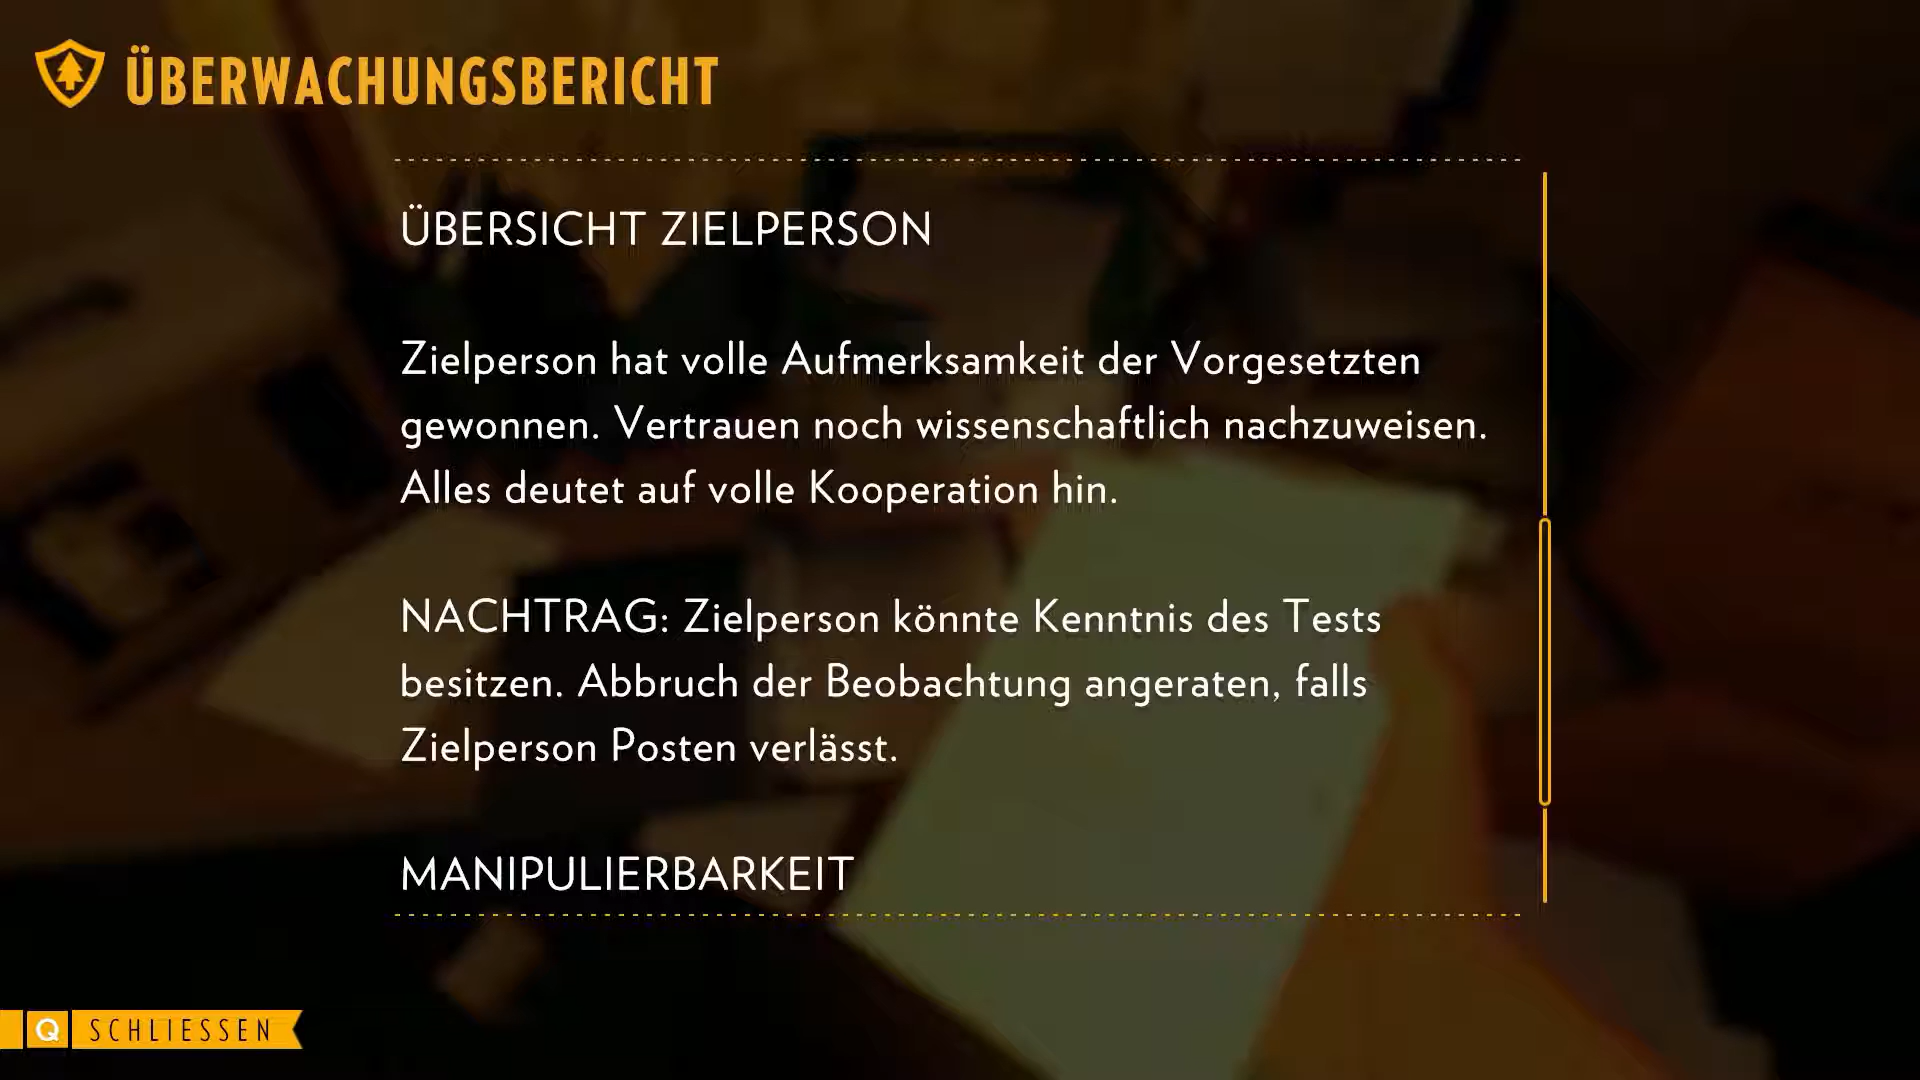 ÜBERWACHUNGSBERICHT
ÜBERSICHT ZIELPERSON
Zielperson hat volle Aufmerksamkeit der Vorgesetzten
gewonnen. Vertrauen noch wissenschaftlich nachzuweisen.
Alles deutet auf volle Kooperation hin.
NACHTRAG: Zielperson könnte Kenntnis des Tests
besitzen. Abbruch der Beobachtung angeraten, falls
Zielperson Posten verlässt.
MANIPULIERBARKEIT
Q SCHLIESSEN